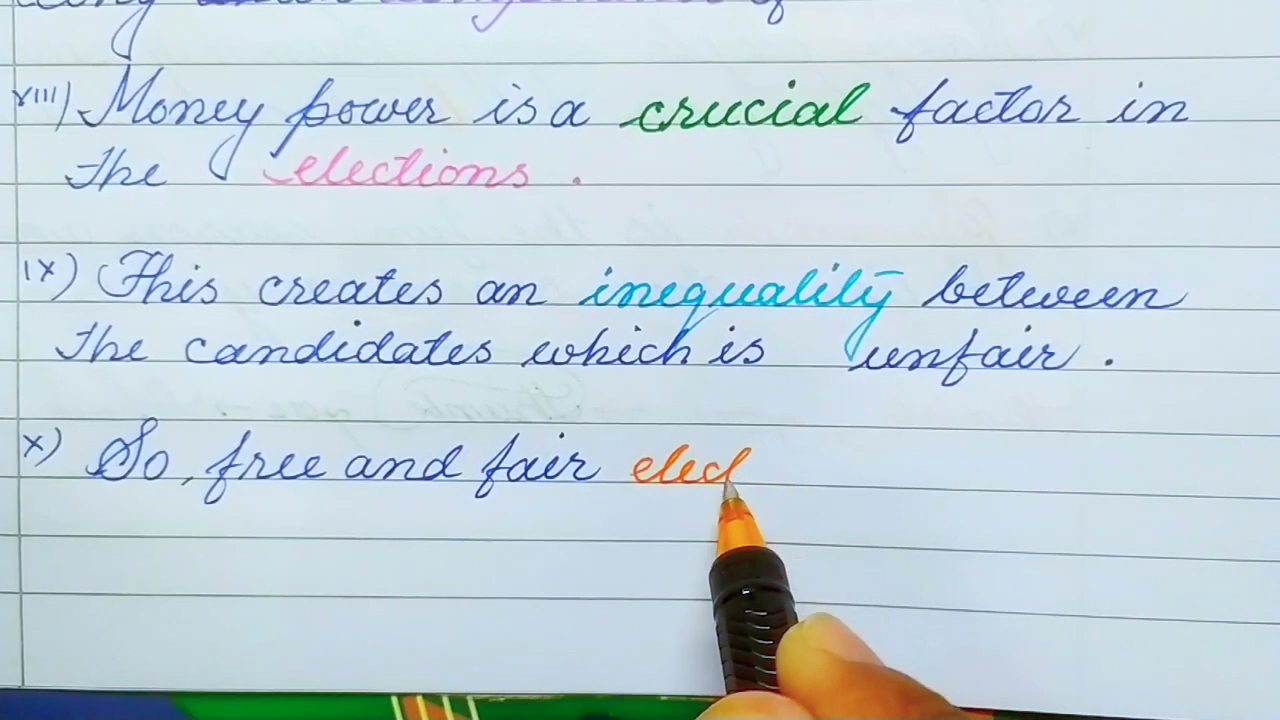 viii) Money power is a crucial factor in
the elections.
ix) This creates an inequality between
the candidates which is unfair.
x) So, free and fair elec